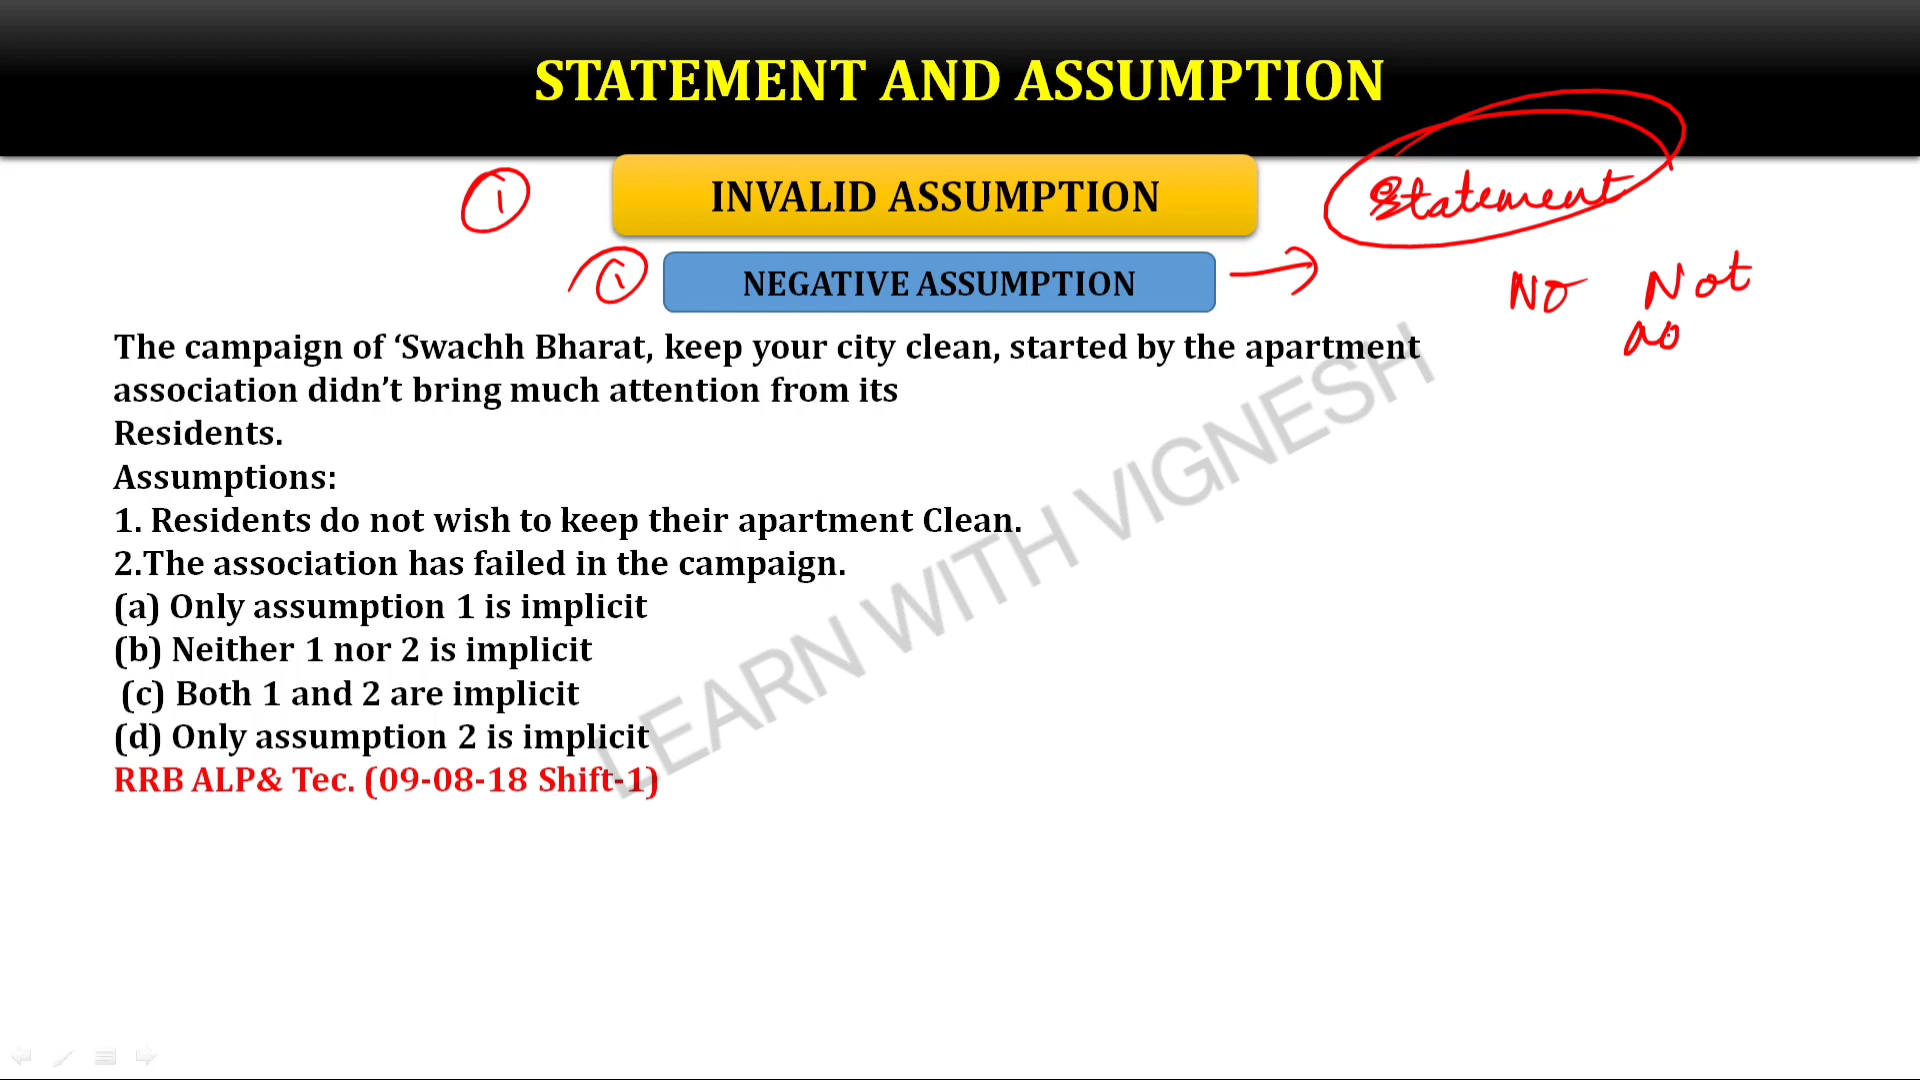 STATEMENT AND ASSUMPTION
1 INVALID ASSUMPTION Statement
1 NEGATIVE ASSUMPTION → No Not
no
The campaign of ‘Swachh Bharat, keep your city clean, started by the apartment
association didn’t bring much attention from its
Residents.
Assumptions:
1. Residents do not wish to keep their apartment Clean.
2.The association has failed in the campaign.
(a) Only assumption 1 is implicit
(b) Neither 1 nor 2 is implicit
(c) Both 1 and 2 are implicit
(d) Only assumption 2 is implicit
RRB ALP& Tec. (09-08-18 Shift-1)
LEARN WITH VIGNESH